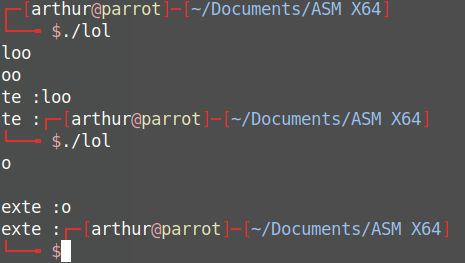 ┌─[arthur@parrot]─[~/Documents/ASM X64]
└──╼ $./lol
loo
oo
te :loo
te :┌─[arthur@parrot]─[~/Documents/ASM X64]
└──╼ $./lol
o

exte :o
exte :┌─[arthur@parrot]─[~/Documents/ASM X64]
└──╼ $